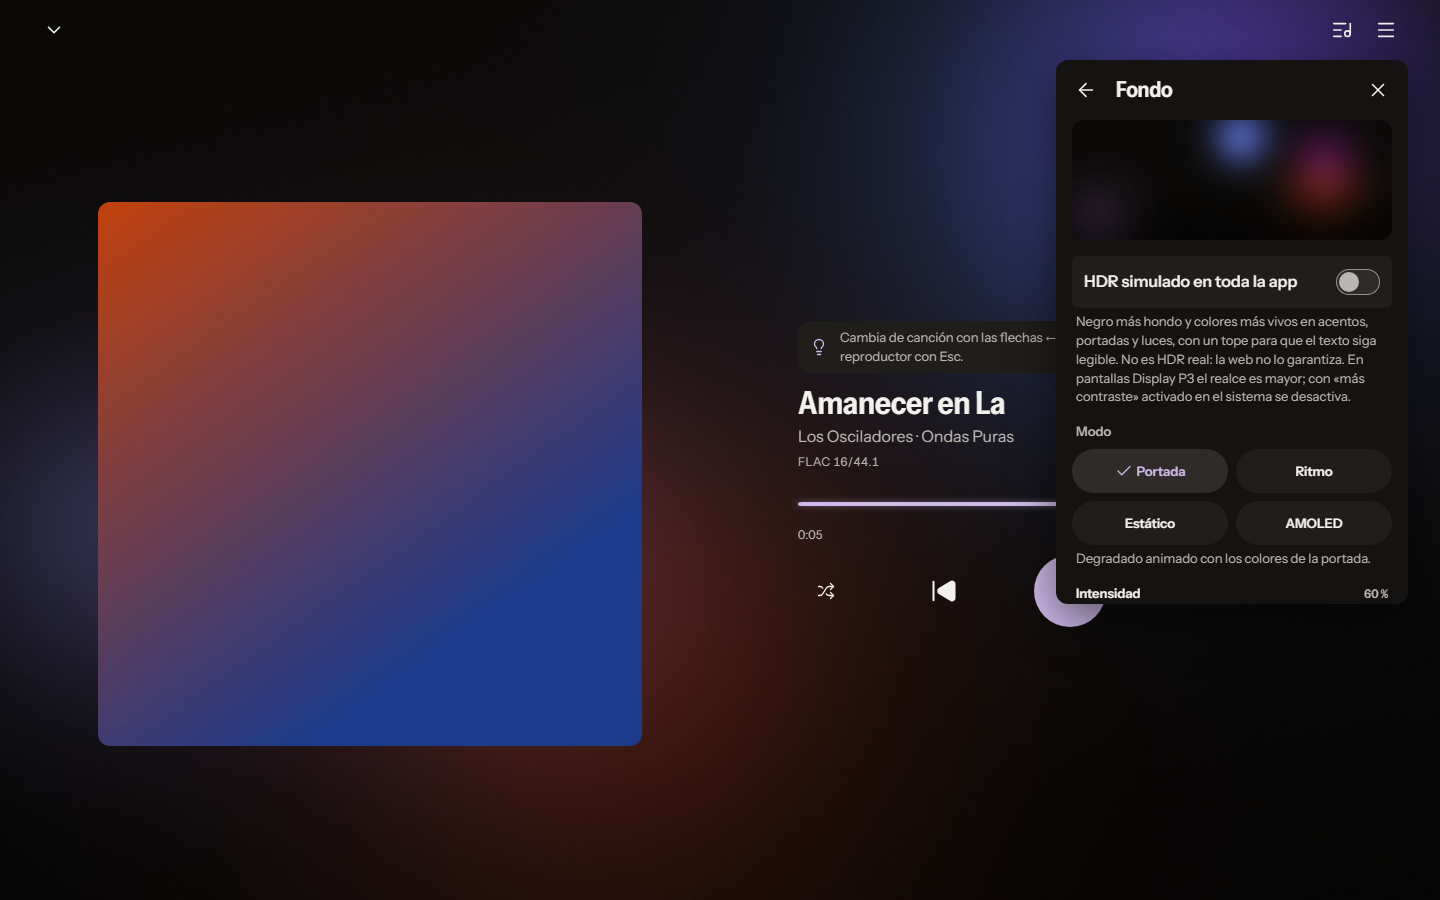 Fondo
HDR simulado en toda la app
Negro más hondo y colores más vivos en acentos,
portadas y luces, con un tope para que el texto siga
legible. No es HDR real: la web no lo garantiza. En
pantallas Display P3 el realce es mayor; con «más
contraste» activado en el sistema se desactiva.
Modo
Portada
Ritmo
Estático
AMOLED
Degradado animado con los colores de la portada.
Intensidad
60 %
Cambia de canción con las flechas ←
reproductor con Esc.
Amanecer en La
Los Osciladores · Ondas Puras
FLAC 16/44.1
0:05